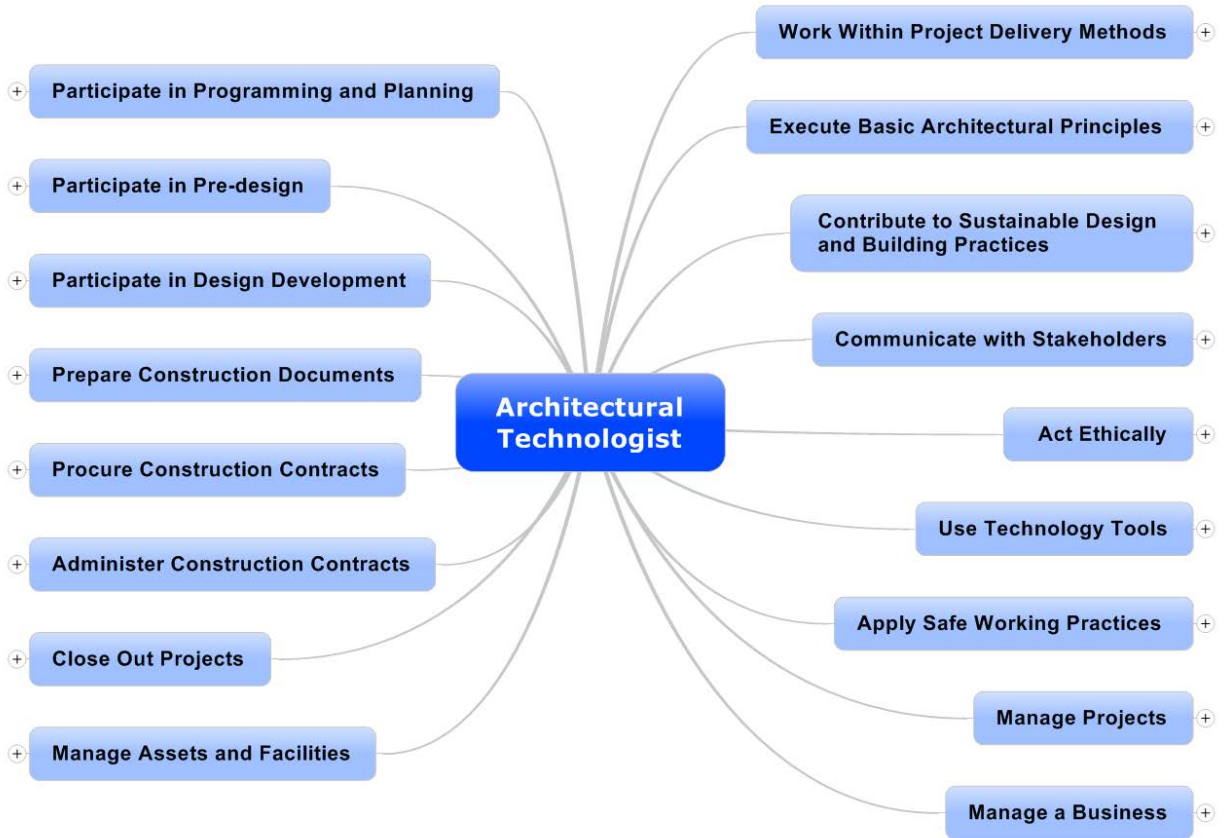 Participate in Programming and Planning
Participate in Pre-design
Participate in Design Development
Prepare Construction Documents
Procure Construction Contracts
Administer Construction Contracts
Close Out Projects
Manage Assets and Facilities
Architectural
Technologist
Work Within Project Delivery Methods
Execute Basic Architectural Principles
Contribute to Sustainable Design
and Building Practices
Communicate with Stakeholders
Act Ethically
Use Technology Tools
Apply Safe Working Practices
Manage Projects
Manage a Business